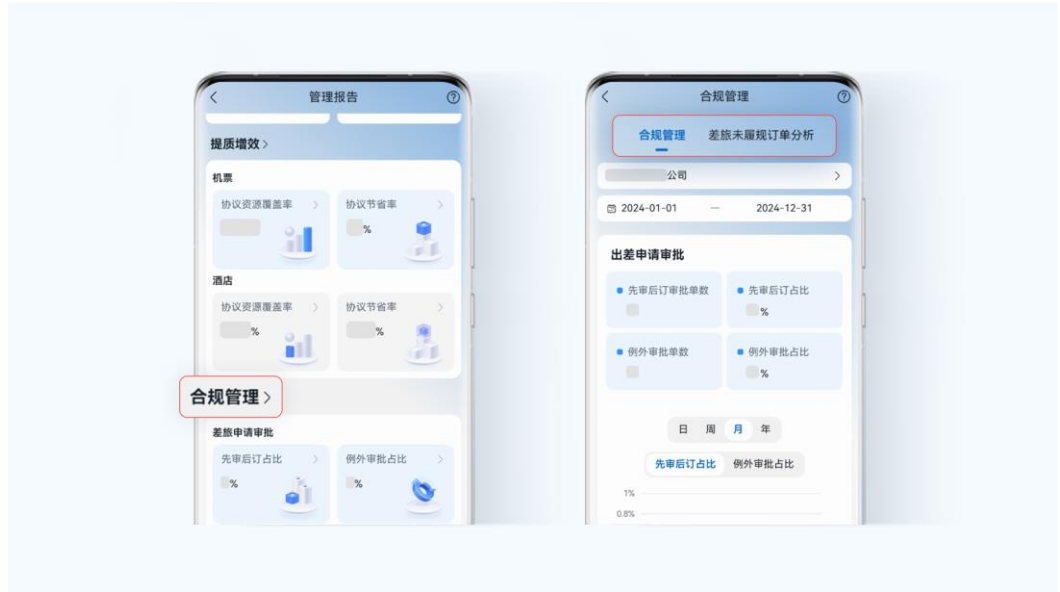 管理报告
提质增效
机票
协议资源覆盖率
协议节省率
%
酒店
协议资源覆盖率
协议节省率
%
%
合规管理
差旅申请审批
先审后订占比
例外审批占比
%
%
合规管理
合规管理 差旅未履规订单分析
公司
2024-01-01 — 2024-12-31
出差申请审批
先审后订审批单数
先审后订占比
%
例外审批单数
例外审批占比
%
日 周 月 年
先审后订占比 例外审批占比
1%
0.8%